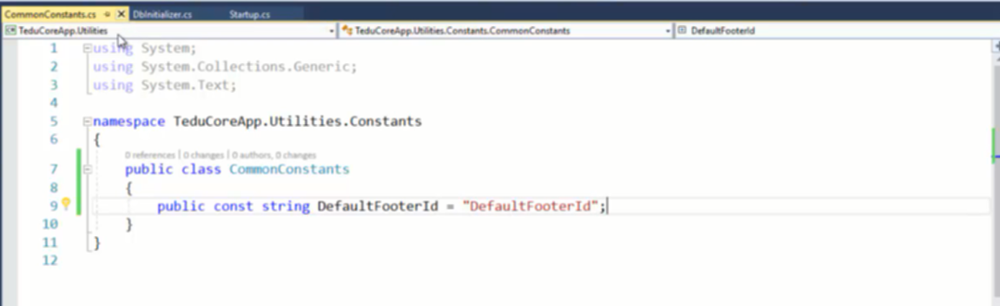 CommonConstants.cs DbInitializer.cs Startup.cs
TeduCoreApp.Utilities TeduCoreApp.Utilities.Constants.CommonConstants DefaultFooterId
1 using System;
2 using System.Collections.Generic;
3 using System.Text;
4
5 namespace TeduCoreApp.Utilities.Constants
6 {
0 references | 0 changes | 0 authors, 0 changes
7 public class CommonConstants
8 {
9 public const string DefaultFooterId = "DefaultFooterId";
10 }
11 }
12